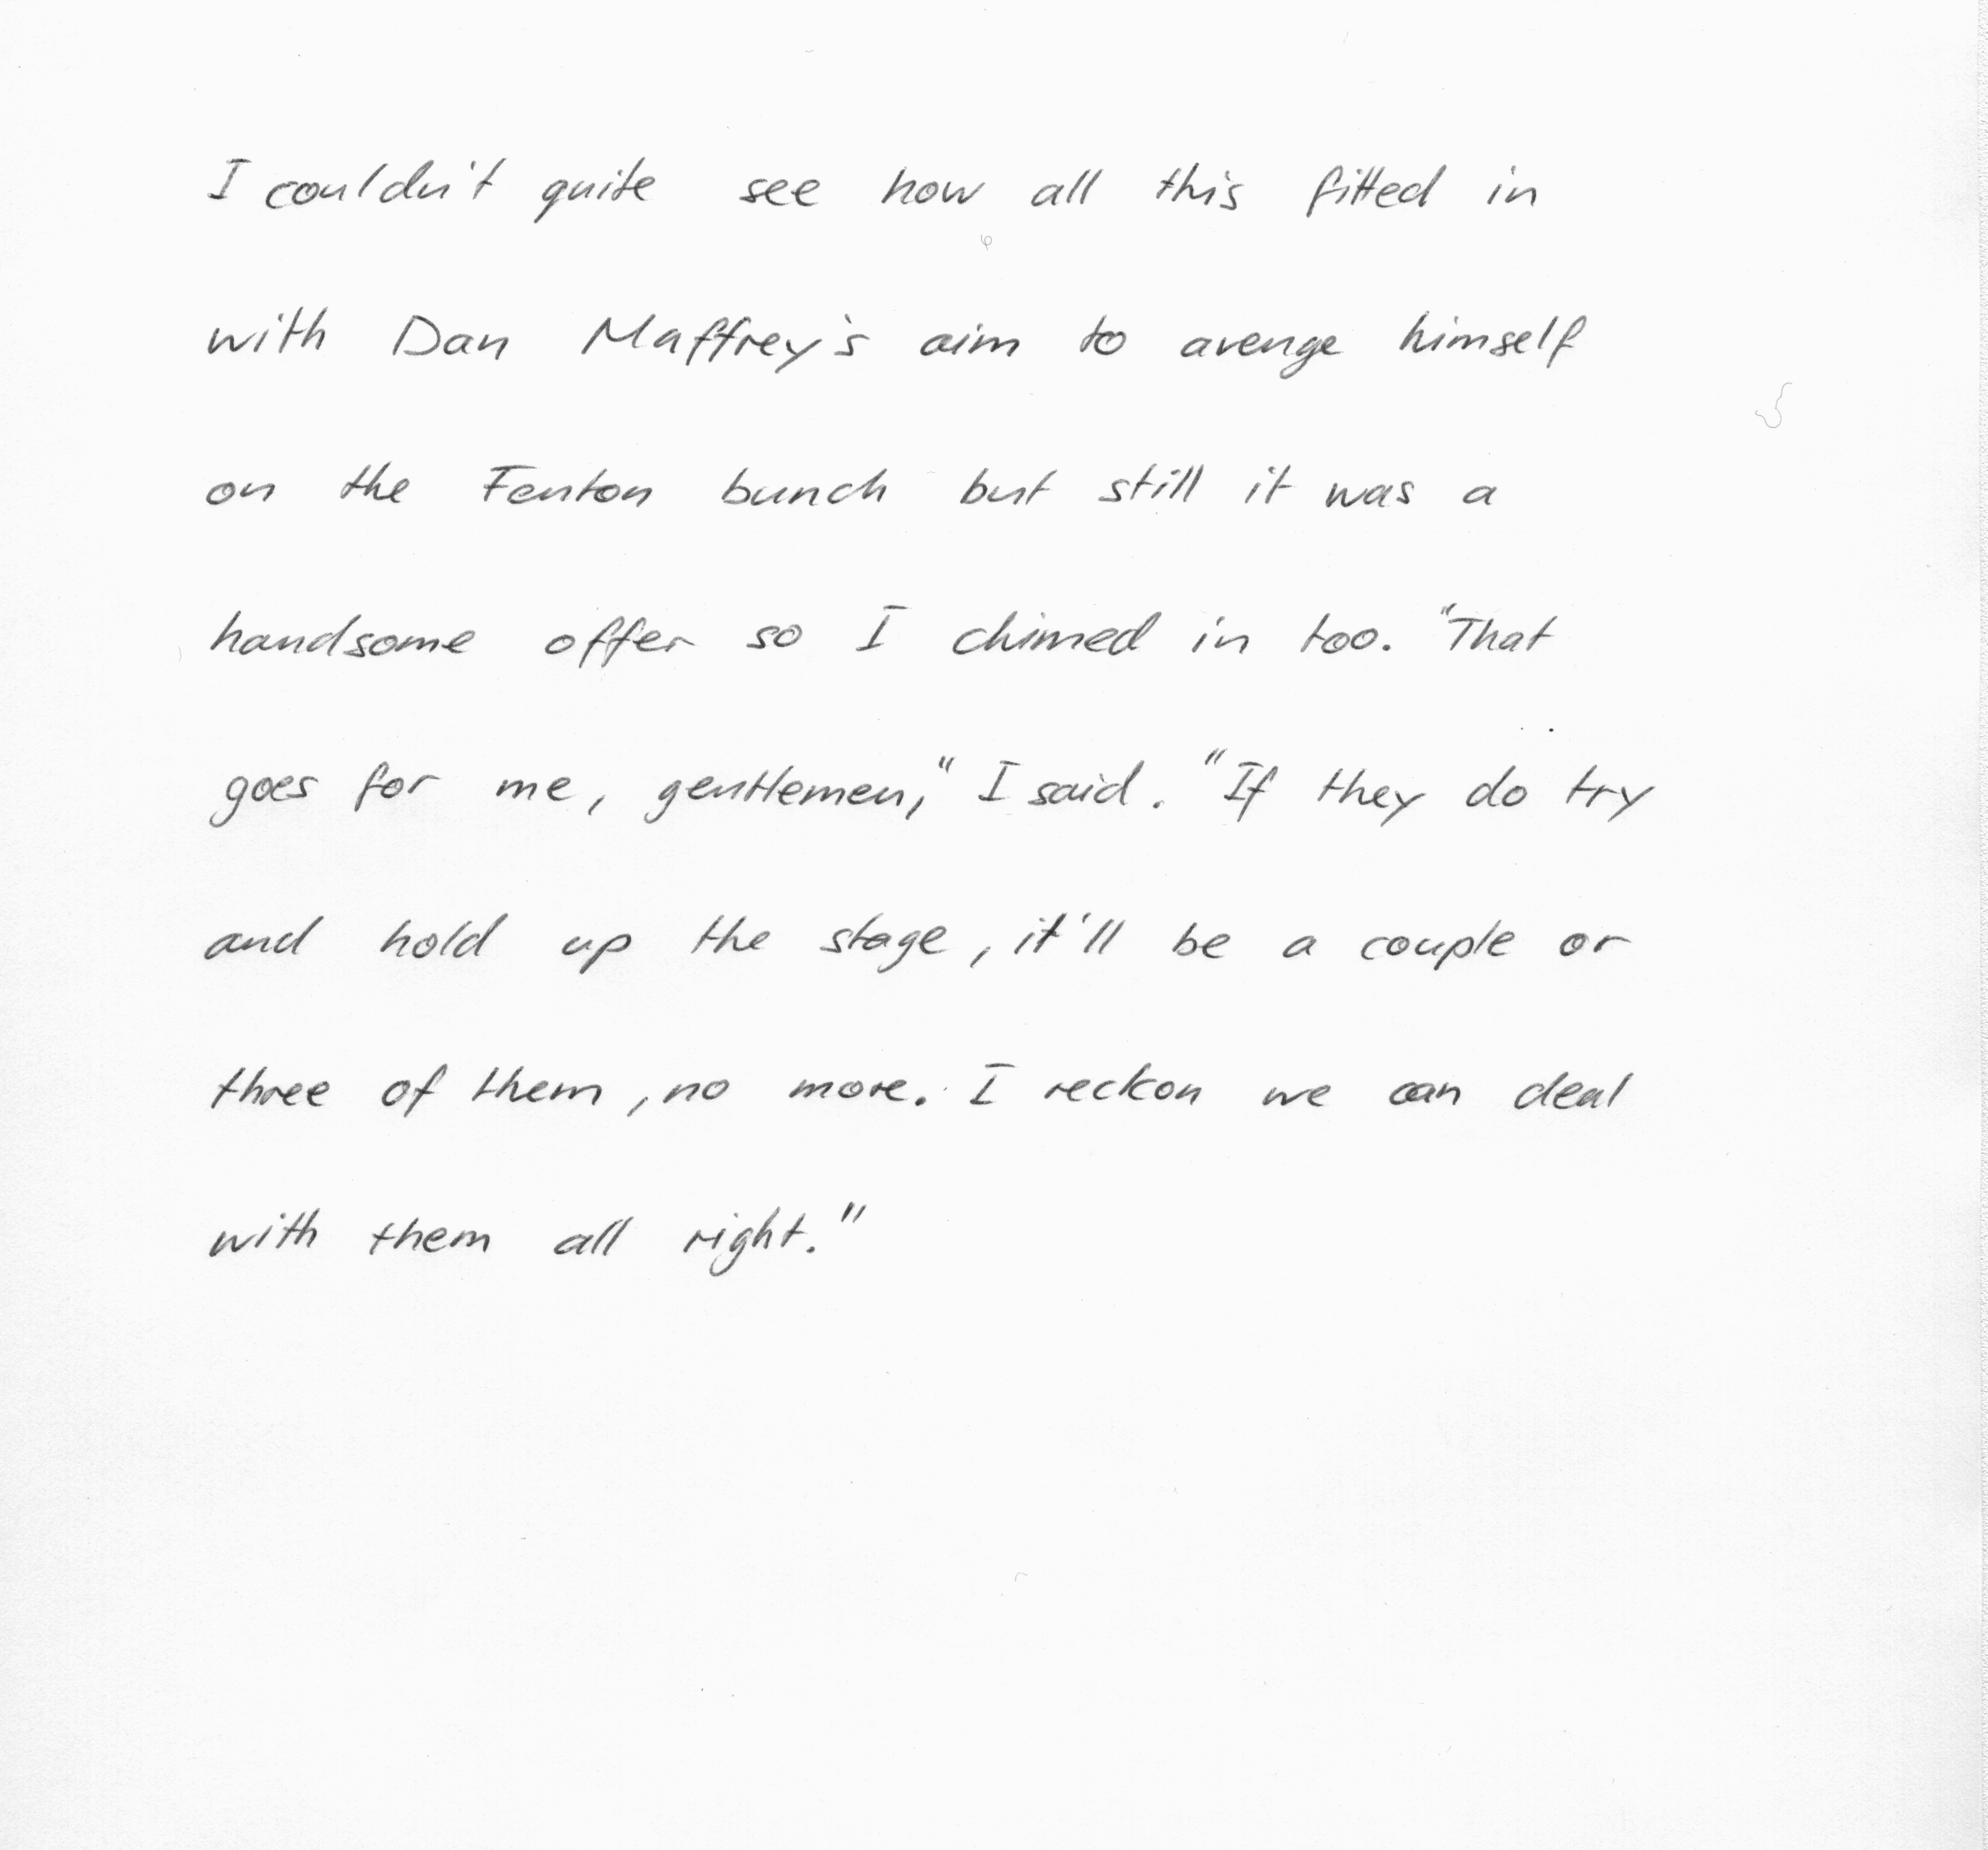 I couldn't quite see how all this fitted in
with Dan Maffrey's aim to avenge himself
on the Fenton bunch but still it was a
handsome offer so I chimed in too. "That
goes for me, gentlemen," I said. "If they do try
and hold up the stage, it'll be a couple or
three of them, no more. I reckon we can deal
with them all right."